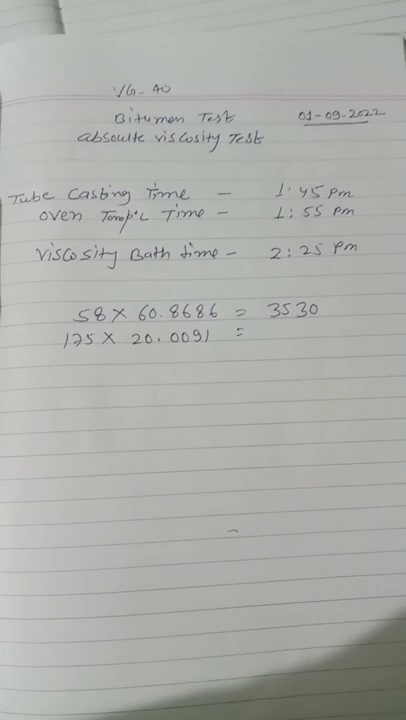 VG-40
Bitumen Test 01-09-2022
absoulte viscosity Test
Tube Casting Time - 1:45 pm
oven Temp°c Time - 1:55 pm
Viscosity Bath time - 2:25 pm
58 X 60.8686 = 3530
175 X 20.0091 =